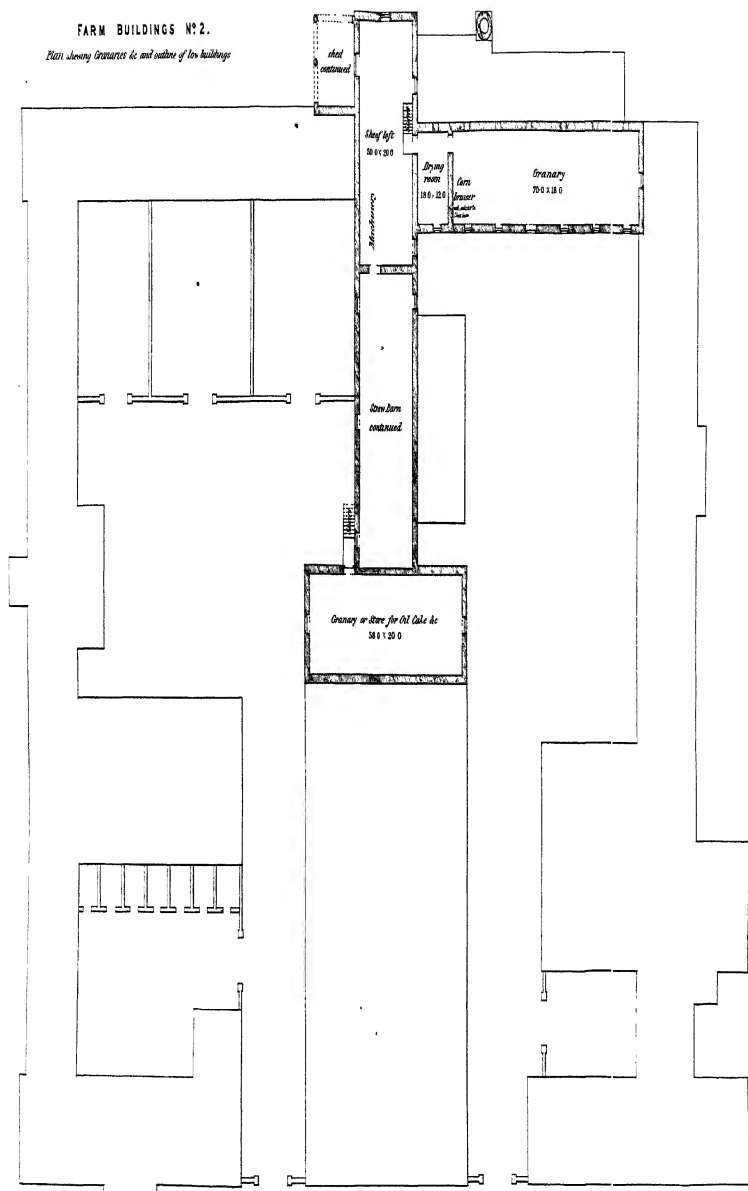 FARM BUILDINGS Nº 2.
Plan shewing Granaries &c and outline of low buildings
shed
continued
Sheaf loft
50.0 X 20 0
Drying
room
18 0 x 12 0
Corn
bruiser
Granary
70-0 X 18 0
Straw Barn
continued
Granary or Store for Oil Cake &c
58 0 X 20 0